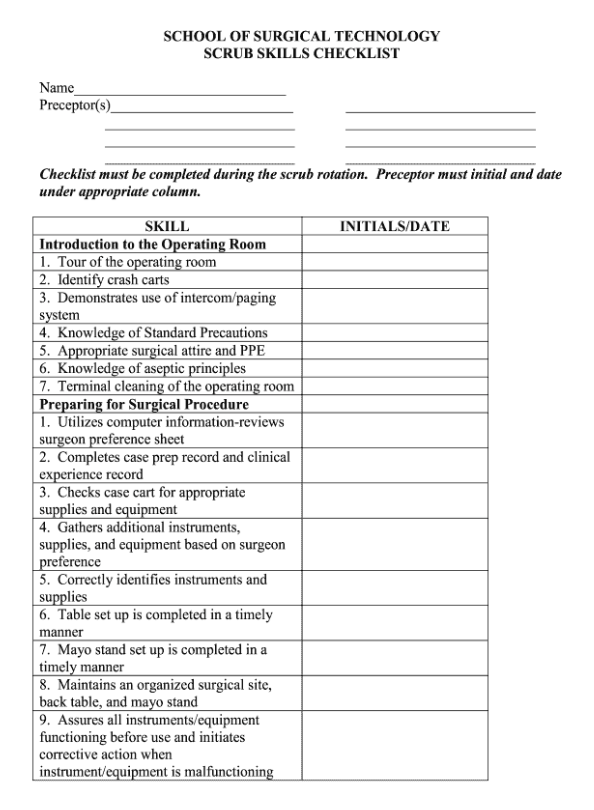 SCHOOL OF SURGICAL TECHNOLOGY
SCRUB SKILLS CHECKLIST
Name
Preceptor(s)
Checklist must be completed during the scrub rotation. Preceptor must initial and date
under appropriate column.
SKILL INITIALS/DATE
Introduction to the Operating Room
1. Tour of the operating room
2. Identify crash carts
3. Demonstrates use of intercom/paging
system
4. Knowledge of Standard Precautions
5. Appropriate surgical attire and PPE
6. Knowledge of aseptic principles
7. Terminal cleaning of the operating room
Preparing for Surgical Procedure
1. Utilizes computer information-reviews
surgeon preference sheet
2. Completes case prep record and clinical
experience record
3. Checks case cart for appropriate
supplies and equipment
4. Gathers additional instruments,
supplies, and equipment based on surgeon
preference
5. Correctly identifies instruments and
supplies
6. Table set up is completed in a timely
manner
7. Mayo stand set up is completed in a
timely manner
8. Maintains an organized surgical site,
back table, and mayo stand
9. Assures all instruments/equipment
functioning before use and initiates
corrective action when
instrument/equipment is malfunctioning